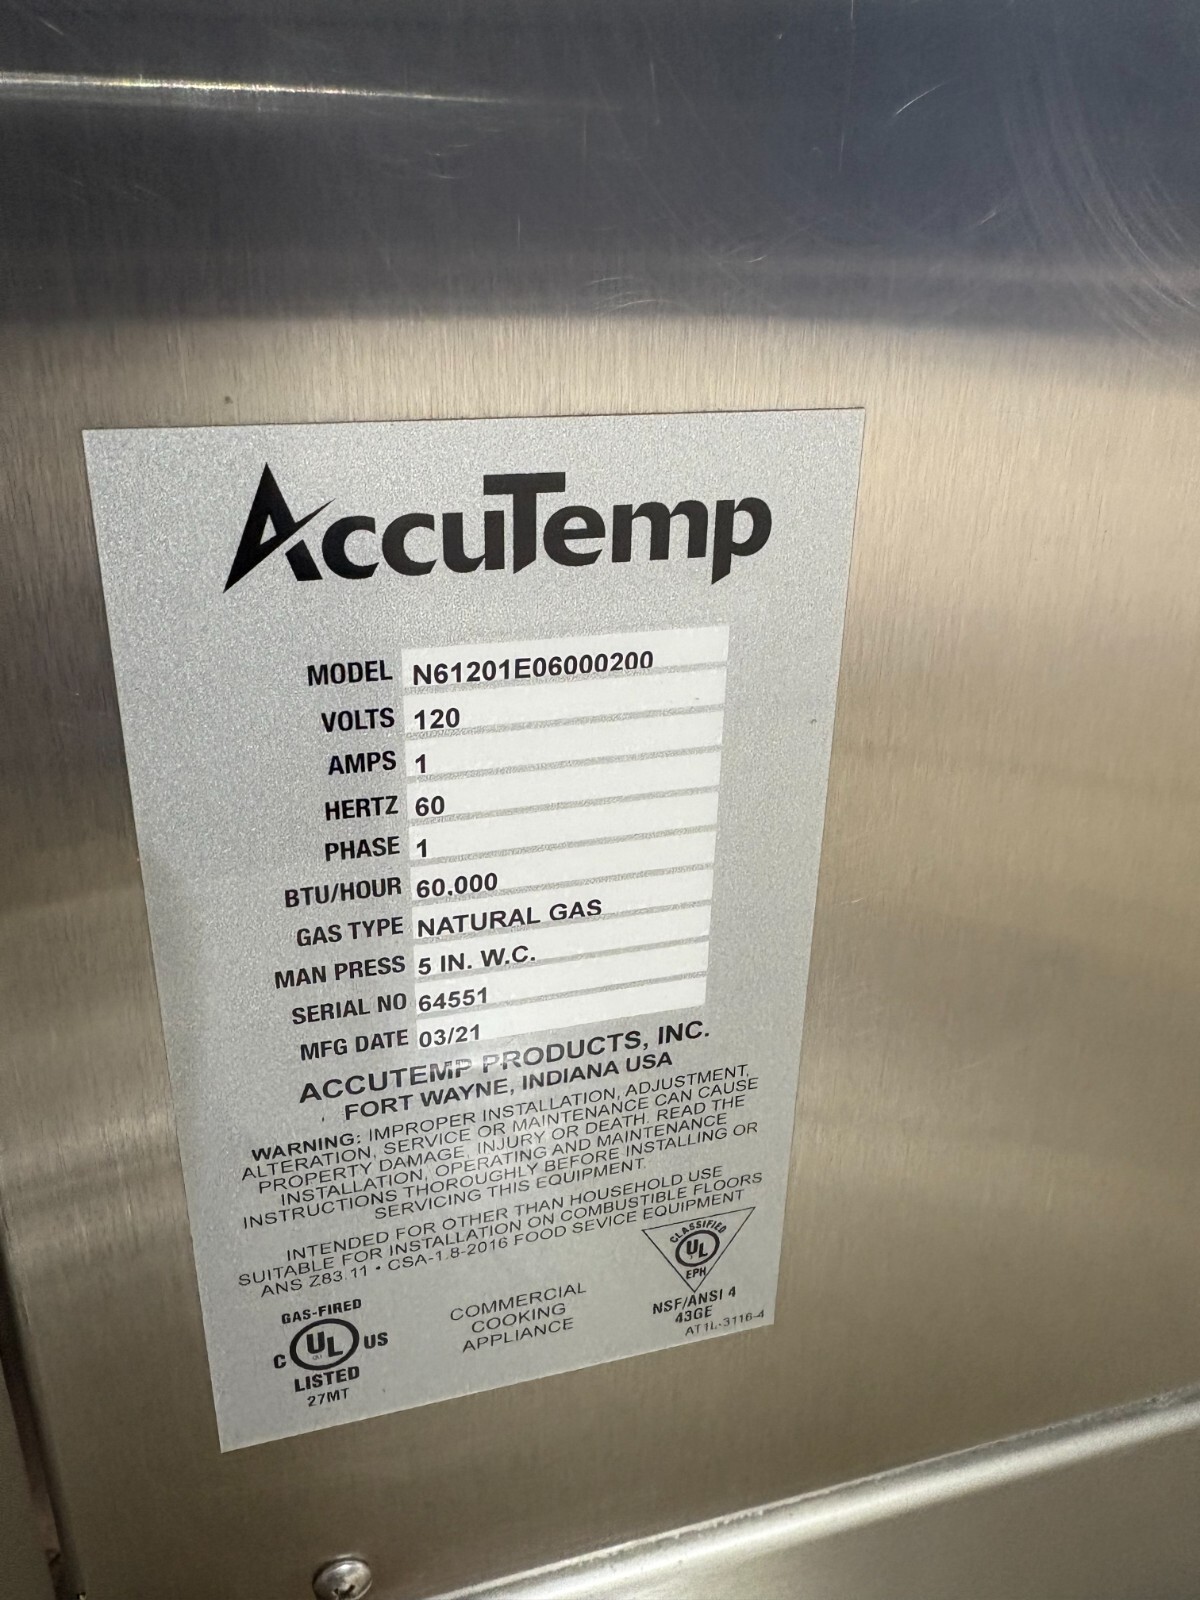 AccuTemp
MODEL N61201E06000200
VOLTS 120
AMPS 1
HERTZ 60
PHASE 1
BTU/HOUR 60,000
GAS TYPE NATURAL GAS
MAN PRESS 5 IN. W.C.
SERIAL NO 64551
MFG DATE 03/21
ACCUTEMP PRODUCTS, INC.
FORT WAYNE, INDIANA USA
WARNING: IMPROPER INSTALLATION, ADJUSTMENT,
ALTERATION, SERVICE OR MAINTENANCE CAN CAUSE
PROPERTY DAMAGE, INJURY OR DEATH. READ THE
INSTALLATION, OPERATING AND MAINTENANCE
INSTRUCTIONS THOROUGHLY BEFORE INSTALLING OR
SERVICING THIS EQUIPMENT.
INTENDED FOR OTHER THAN HOUSEHOLD USE
SUITABLE FOR INSTALLATION ON COMBUSTIBLE FLOORS
ANS Z83.11 • CSA-1.8-2016 FOOD SEVICE EQUIPMENT
GAS-FIRED
C UL US
LISTED
27MT
COMMERCIAL
COOKING
APPLIANCE
CLASSIFIED
UL
EPH
NSF/ANSI 4
43GE
AT1L-3116-4